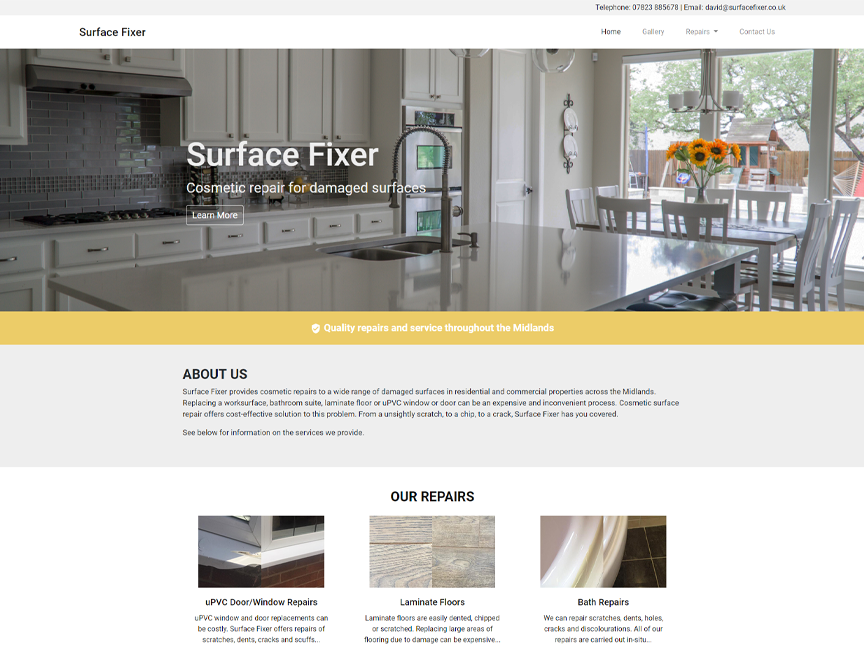 Telephone: 07823 885678 | Email: david@surfacefixer.co.uk
Surface Fixer
Home Gallery Repairs Contact Us
Surface Fixer
Cosmetic repair for damaged surfaces
Learn More
Quality repairs and service throughout the Midlands
ABOUT US
Surface Fixer provides cosmetic repairs to a wide range of damaged surfaces in residential and commercial properties across the Midlands.
Replacing a worksurface, bathroom suite, laminate floor or uPVC window or door can be an expensive and inconvenient process. Cosmetic surface
repair offers cost-effective solution to this problem. From a unsightly scratch, to a chip, to a crack, Surface Fixer has you covered.
See below for information on the services we provide.
OUR REPAIRS
uPVC Door/Window Repairs
uPVC window and door replacements can
be costly. Surface Fixer offers repairs of
scratches, dents, cracks and scuffs...
Laminate Floors
Laminate floors are easily dented, chipped
or scratched. Replacing large areas of
flooring due to damage can be expensive...
Bath Repairs
We can repair scratches, dents, holes,
cracks and discolourations. All of our
repairs are carried out in-situ...